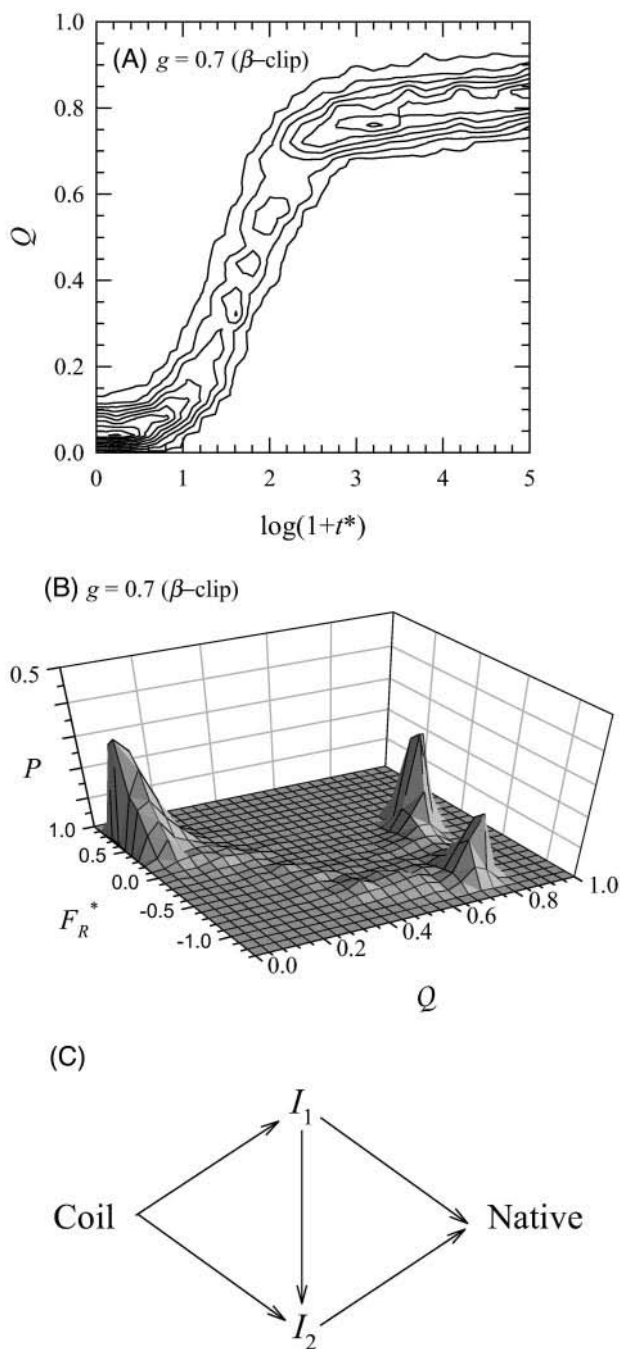 (A) g = 0.7 (β–clip)
1.0
0.8
0.6
0.4
0.2
0.0
Q
0 1 2 3 4 5
log(1+t*)
(B) g = 0.7 (β–clip)
0.5
P
1.0
0.5
0.0
-0.5
-1.0
F_R^*
0.0 0.2 0.4 0.6 0.8 1.0
Q
(C)
I₁
Coil Native
I₂